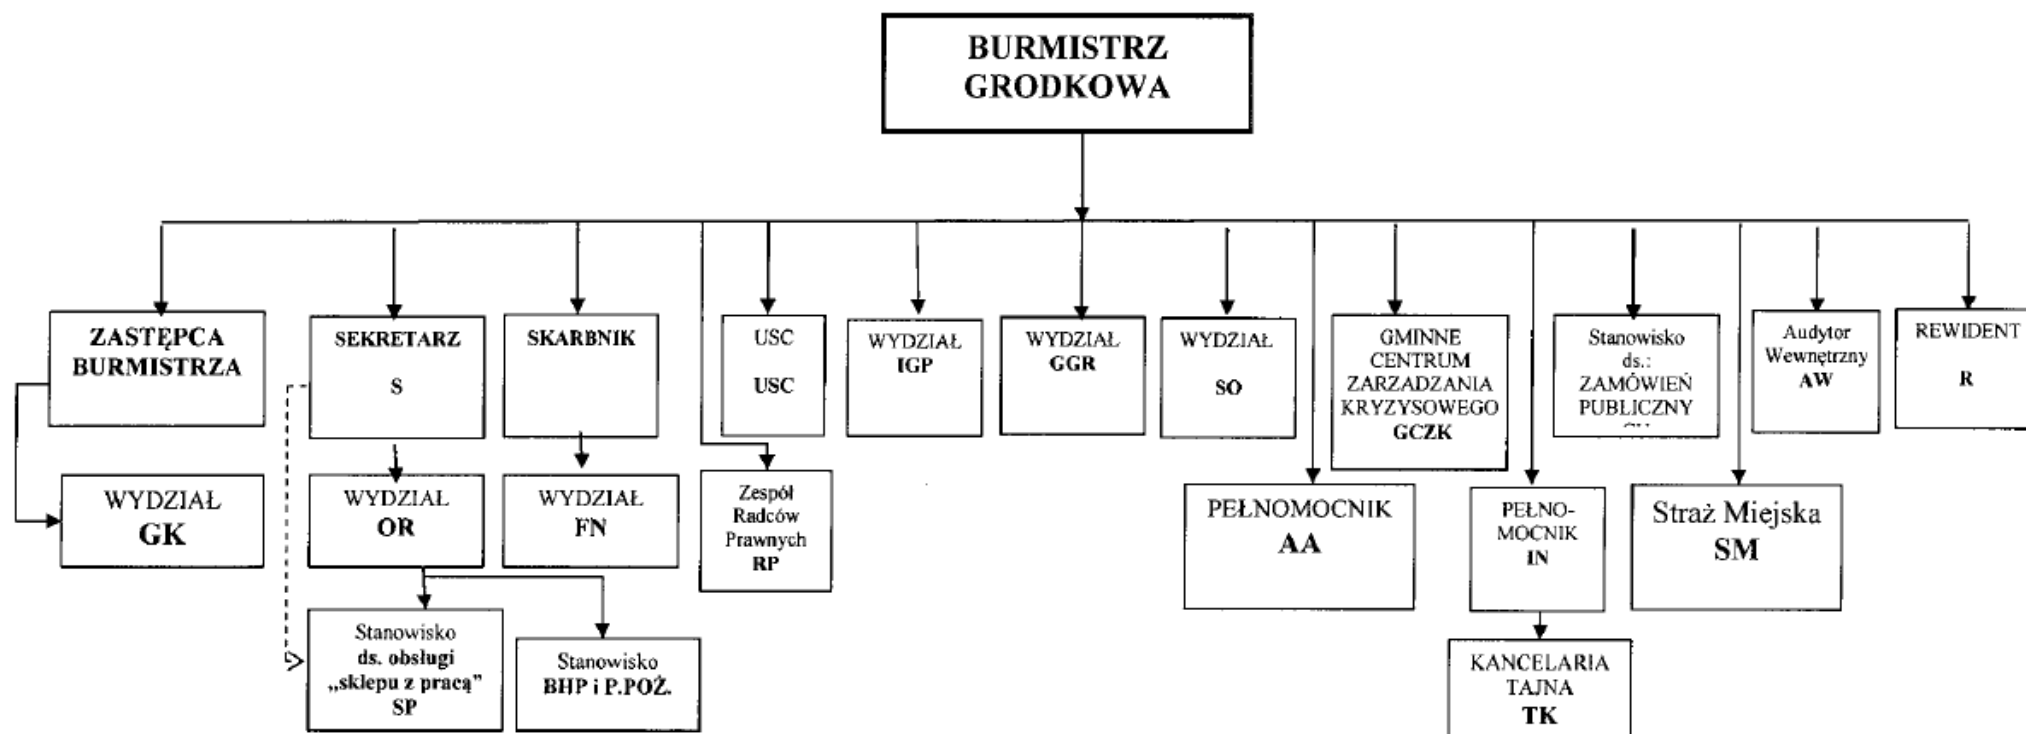 BURMISTRZ
GRODKOWA
ZASTĘPCA
BURMISTRZA
SEKRETARZ
S
SKARBNIK
USC
USC
WYDZIAŁ
IGP
WYDZIAŁ
GGR
WYDZIAŁ
SO
GMINNE
CENTRUM
ZARZADZANIA
KRYZYSOWEGO
GCZK
Stanowisko
ds.:
ZAMÓWIEŃ
PUBLICZNY
Audytor
Wewnętrzny
AW
REWIDENT
R
WYDZIAŁ
GK
WYDZIAŁ
OR
WYDZIAŁ
FN
Zespół
Radców
Prawnych
RP
PEŁNOMOCNIK
AA
PEŁNO-
MOCNIK
IN
Straż Miejska
SM
Stanowisko
ds. obsługi
„sklepu z pracą”
SP
Stanowisko
BHP i P.POŻ.
KANCELARIA
TAJNA
TK